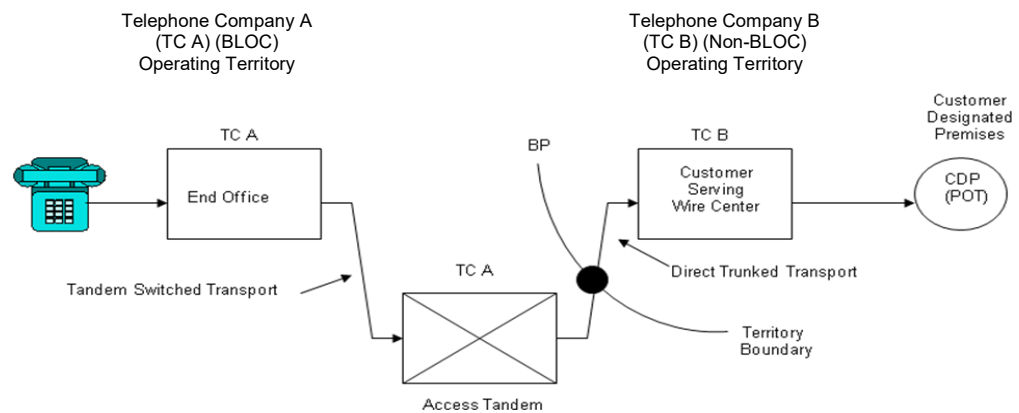 Telephone Company A
(TC A) (BLOC)
Operating Territory
Telephone Company B
(TC B) (Non-BLOC)
Operating Territory
Customer
Designated
Premises
TC A
BP
TC B
End Office
Customer
Serving
Wire Center
CDP
(POT)
TC A
Direct Trunked Transport
Tandem Switched Transport
Territory
Boundary
Access Tandem